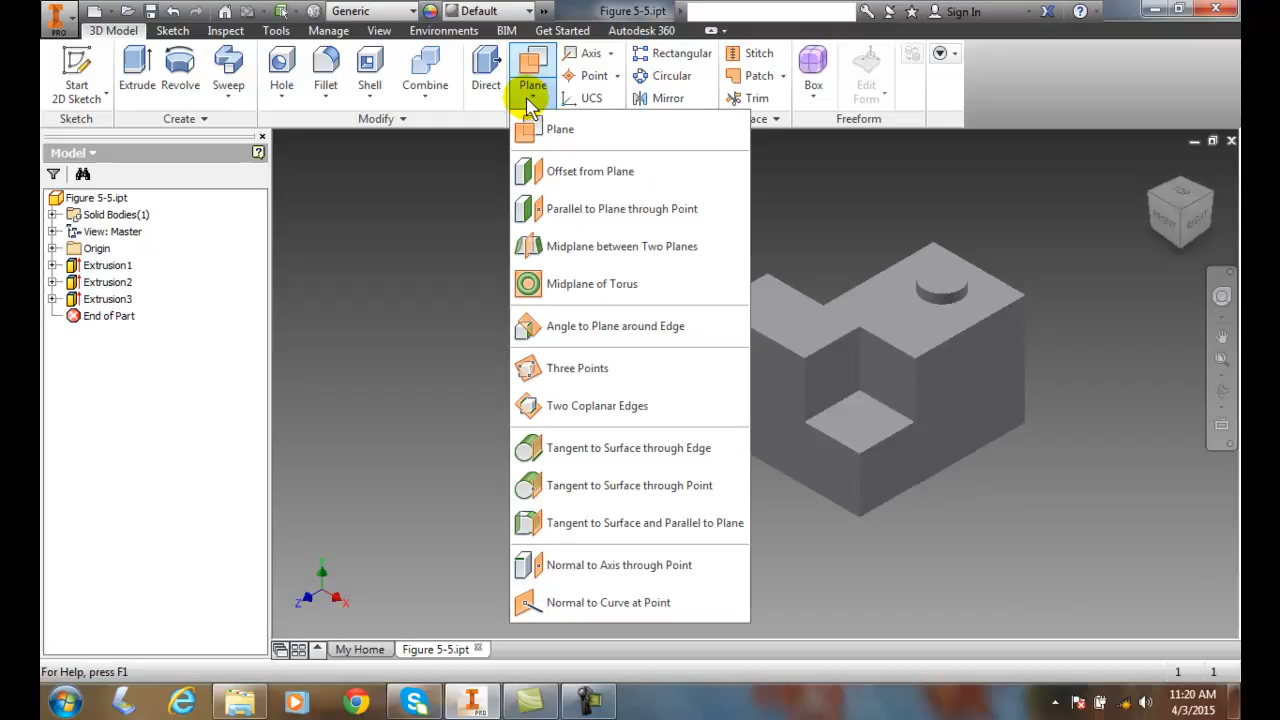 Generic
Default
Figure 5-5.ipt
Sign In
PRO
3D Model
Sketch
Inspect
Tools
Manage
View
Environments
BIM
Get Started
Autodesk 360
Start
2D Sketch
Extrude
Revolve
Sweep
Hole
Fillet
Shell
Combine
Direct
Plane
Axis
Point
UCS
Rectangular
Circular
Mirror
Stitch
Patch
Trim
Box
Edit
Form
Sketch
Create
Modify
Freeform
Model
Figure 5-5.ipt
Solid Bodies(1)
View: Master
Origin
Extrusion1
Extrusion2
Extrusion3
End of Part
Plane
Offset from Plane
Parallel to Plane through Point
Midplane between Two Planes
Midplane of Torus
Angle to Plane around Edge
Three Points
Two Coplanar Edges
Tangent to Surface through Edge
Tangent to Surface through Point
Tangent to Surface and Parallel to Plane
Normal to Axis through Point
Normal to Curve at Point
TOP
FRONT
RIGHT
Z
X
My Home
Figure 5-5.ipt
For Help, press F1
1
1
PRO
11:20 AM
4/3/2015